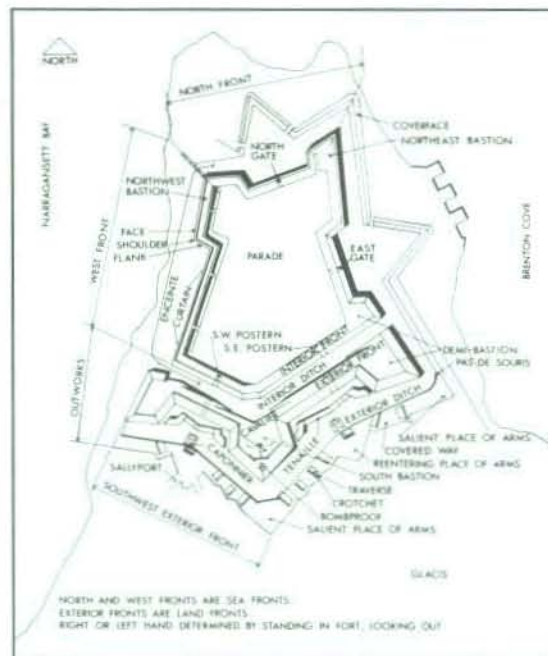 NORTH
NORTH FRONT
COVERFACE
NORTHEAST BASTION
NORTH GATE
NARRAGANSETT BAY
NORTHWEST BASTION
FACE
SHOULDER
FLANK
WEST FRONT
PARADE
EAST GATE
BRENTON COVE
ENCEINTE
CURTAIN
S.W. POSTERN
S.E. POSTERN
INTERIOR FRONT
INTERIOR DITCH
EXTERIOR FRONT
DEMI-BASTION
PAS DE SOURIS
OUTWORKS
CAVALIER
EXTERIOR DITCH
SALIENT PLACE OF ARMS
COVERED WAY
REENTERING PLACE OF ARMS
SALLYPORT
CAPONNIER
TENAILLE
SOUTH BASTION
TRAVERSE
CROTCHET
BOMBPROOF
SALIENT PLACE OF ARMS
SOUTHWEST EXTERIOR FRONT
GLACIS
NORTH AND WEST FRONTS ARE SEA FRONTS
EXTERIOR FRONTS ARE LAND FRONTS
RIGHT OR LEFT HAND DETERMINED BY STANDING IN FORT, LOOKING OUT